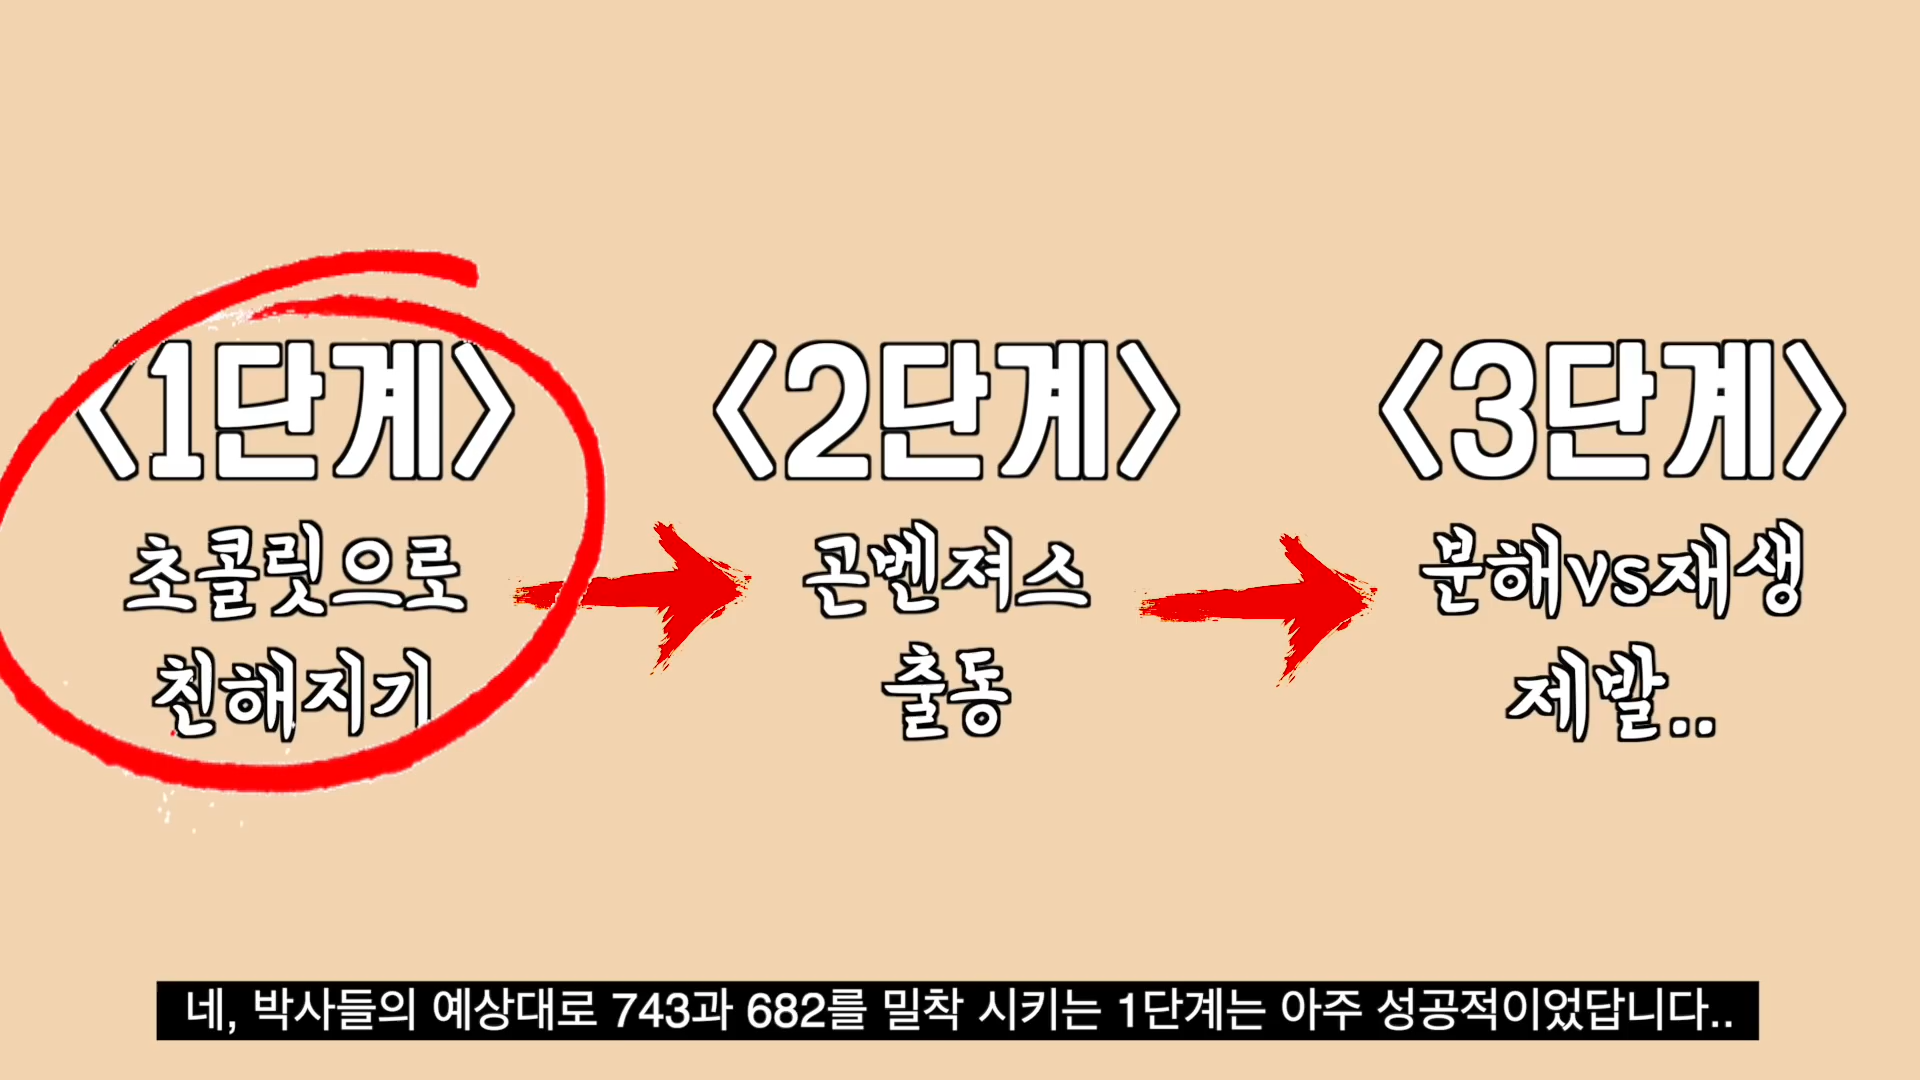 <1단계>
초콜릿으로
친해지기
<2단계>
곤벤져스
출동
<3단계>
분해vs재생
제발..
네, 박사들의 예상대로 743과 682를 밀착 시키는 1단계는 아주 성공적이었답니다..